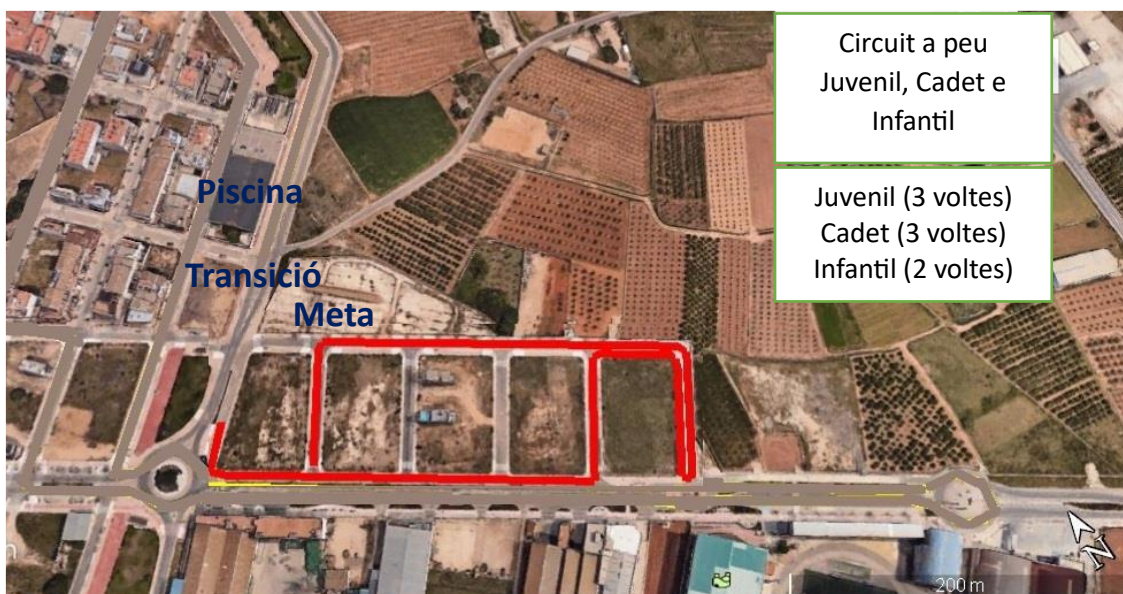 Circuit a peu
Juvenil, Cadet e
Infantil
Juvenil (3 voltes)
Cadet (3 voltes)
Infantil (2 voltes)
Piscina
Transició
Meta
N
200 m